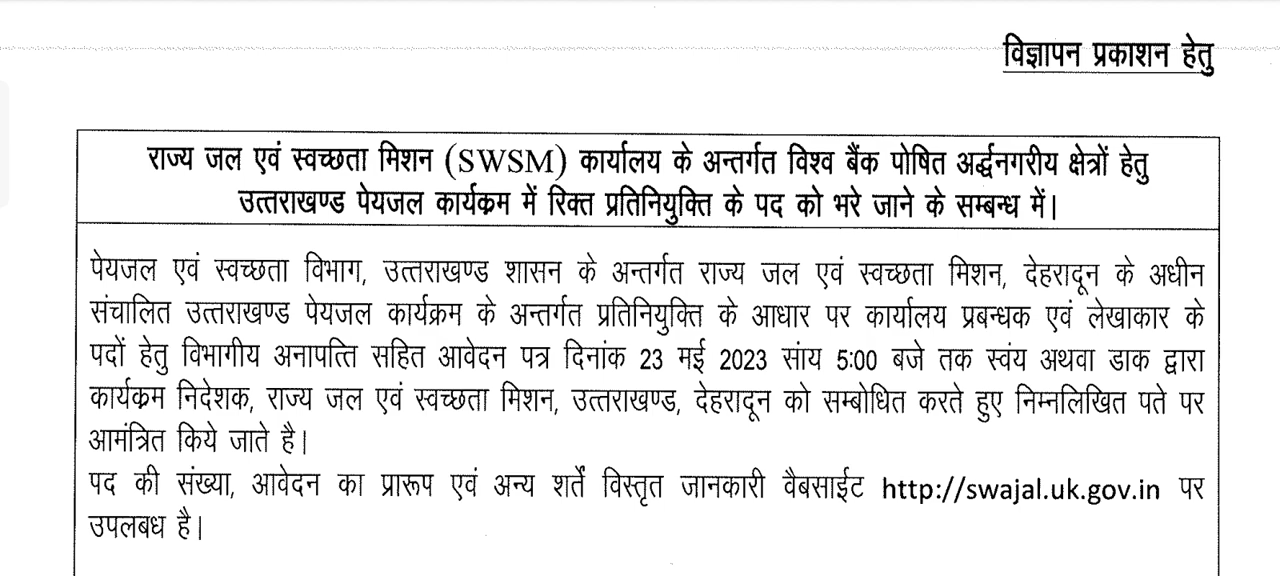 विज्ञापन प्रकाशन हेतु
राज्य जल एवं स्वच्छता मिशन (SWSM) कार्यालय के अन्तर्गत विश्व बैंक पोषित अर्द्धनगरीय क्षेत्रों हेतु
उत्तराखण्ड पेयजल कार्यक्रम में रिक्त प्रतिनियुक्ति के पद को भरे जाने के सम्बन्ध में।
पेयजल एवं स्वच्छता विभाग, उत्तराखण्ड शासन के अन्तर्गत राज्य जल एवं स्वच्छता मिशन, देहरादून के अधीन
संचालित उत्तराखण्ड पेयजल कार्यक्रम के अन्तर्गत प्रतिनियुक्ति के आधार पर कार्यालय प्रबन्धक एवं लेखाकार के
पदों हेतु विभागीय अनापत्ति सहित आवेदन पत्र दिनांक 23 मई 2023 सांय 5:00 बजे तक स्वंय अथवा डाक द्वारा
कार्यक्रम निदेशक, राज्य जल एवं स्वच्छता मिशन, उत्तराखण्ड, देहरादून को सम्बोधित करते हुए निम्नलिखित पते पर
आमंत्रित किये जाते है।
पद की संख्या, आवेदन का प्रारूप एवं अन्य शर्तें विस्तृत जानकारी वैबसाईट http://swajal.uk.gov.in पर
उपलबध है।